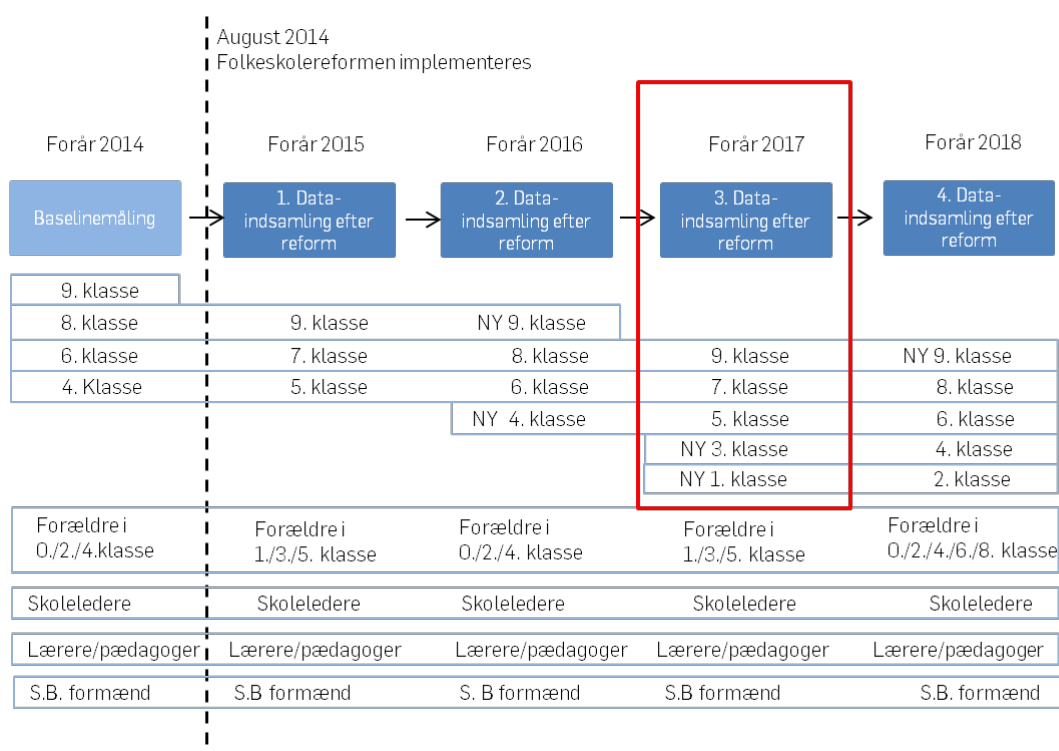 August 2014
Folkeskolereformen implementeres
Forår 2014
Forår 2015
Forår 2016
Forår 2017
Forår 2018
Baselinemåling
1. Data-
indsamling efter
reform
2. Data-
indsamling efter
reform
3. Data-
indsamling efter
reform
4. Data-
indsamling efter
reform
9. klasse
8. klasse
9. klasse
NY 9. klasse
6. klasse
7. klasse
8. klasse
9. klasse
NY 9. klasse
4. Klasse
5. klasse
6. klasse
7. klasse
8. klasse
NY 4. klasse
5. klasse
6. klasse
NY 3. klasse
4. klasse
NY 1. klasse
2. klasse
Forældre i
0./2./4.klasse
Forældre i
1./3./5. klasse
Forældre i
0./2./4. klasse
Forældre i
1./3./5. klasse
Forældre i
0./2./4./6./8. klasse
Skoleledere
Skoleledere
Skoleledere
Skoleledere
Skoleledere
Lærere/pædagoger
Lærere/pædagoger
Lærere/pædagoger
Lærere/pædagoger
Lærere/pædagoger
S.B. formænd
S.B formænd
S. B formænd
S.B formænd
S.B. formænd